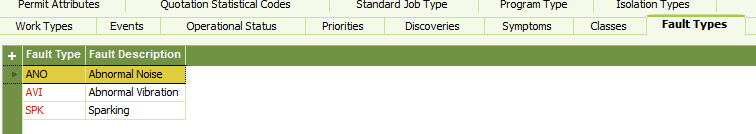 Permit Attributes Quotation Statistical Codes Standard Job Type Program Type Isolation Types
Work Types Events Operational Status Priorities Discoveries Symptoms Classes Fault Types
Fault Type Fault Description
ANO Abnormal Noise
AVI Abnormal Vibration
SPK Sparking